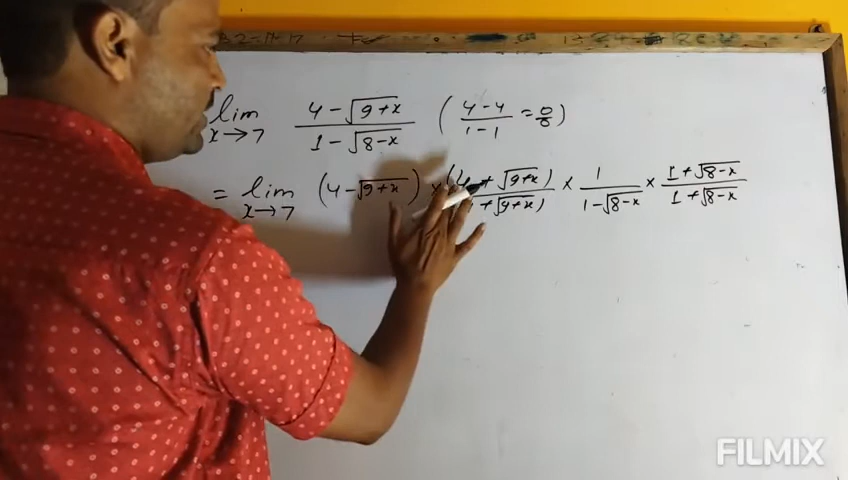 lim x→7 (4-√(9+x))/(1-√(8-x)) ((4-4)/(1-1) = 0/0)
= lim x→7 (4-√(9+x)) × (4+√(9+x))/(4+√(9+x)) × 1/(1-√(8-x)) × (1+√(8-x))/(1+√(8-x))
FILMIX